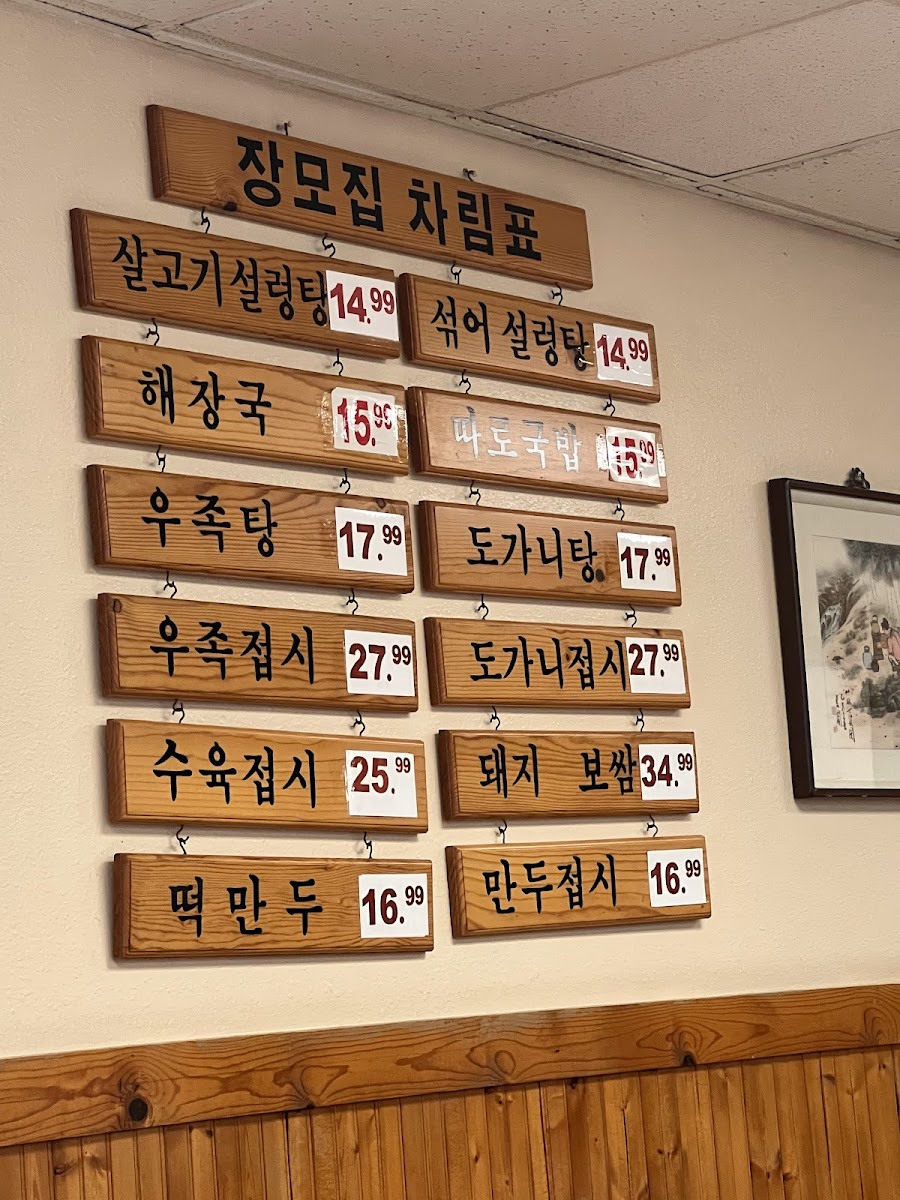 장모집 차림표
살고기설렁탕 14.99
섞어 설렁탕 14.99
해장국 15.99
따로국밥 15.99
우족탕 17.99
도가니탕 17.99
우족접시 27.99
도가니접시 27.99
수육접시 25.99
돼지 보쌈 34.99
떡만두 16.99
만두접시 16.99